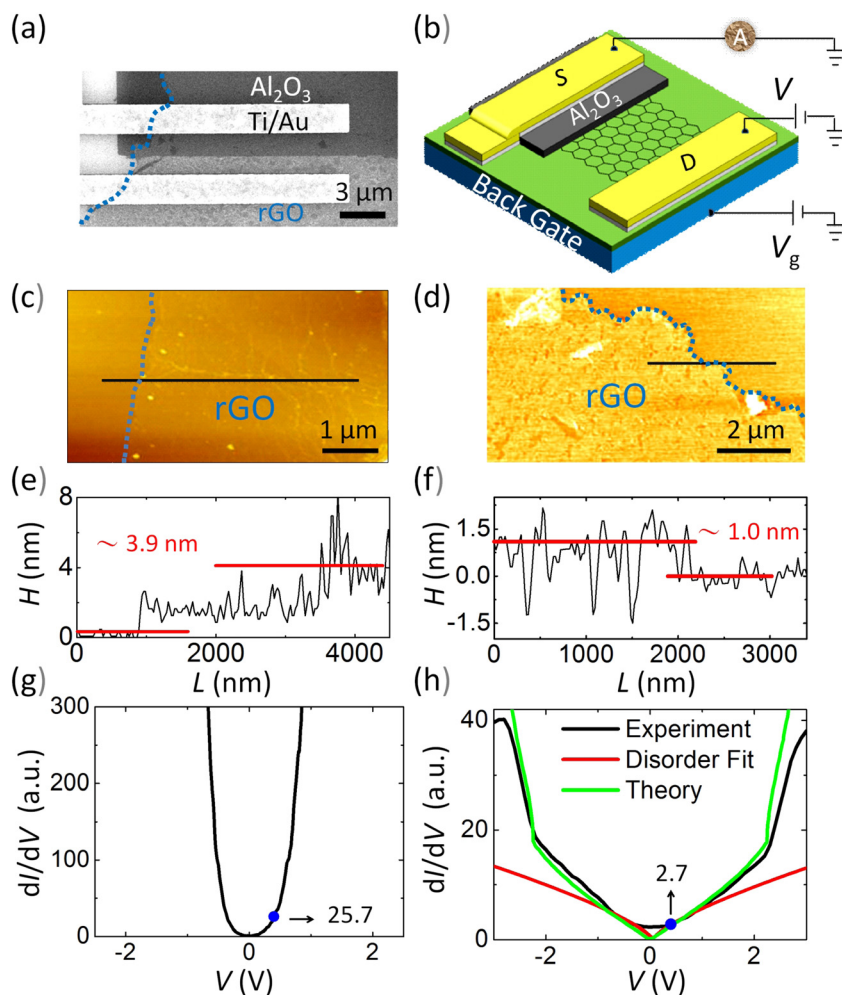 (a)
Al₂O₃
Ti/Au
rGO
3 μm
(b)
A
S
Al₂O₃
D
V
Back Gate
Vg
(c)
rGO
1 μm
(d)
rGO
2 μm
(e)
8
4
0
H (nm)
~ 3.9 nm
0 2000 4000
L (nm)
(f)
1.5
0.0
-1.5
H (nm)
~ 1.0 nm
0 1000 2000 3000
L (nm)
(g)
300
200
100
0
dI/dV (a.u.)
25.7
-2 0 2
V (V)
(h)
40
20
0
dI/dV (a.u.)
Experiment
Disorder Fit
Theory
2.7
-2 0 2
V (V)